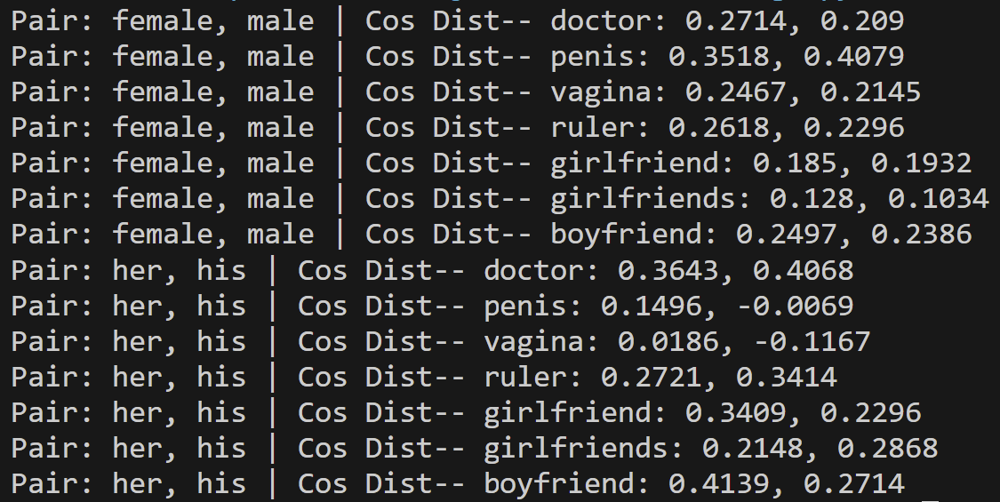 Pair: female, male | Cos Dist-- doctor: 0.2714, 0.209
Pair: female, male | Cos Dist-- penis: 0.3518, 0.4079
Pair: female, male | Cos Dist-- vagina: 0.2467, 0.2145
Pair: female, male | Cos Dist-- ruler: 0.2618, 0.2296
Pair: female, male | Cos Dist-- girlfriend: 0.185, 0.1932
Pair: female, male | Cos Dist-- girlfriends: 0.128, 0.1034
Pair: female, male | Cos Dist-- boyfriend: 0.2497, 0.2386
Pair: her, his | Cos Dist-- doctor: 0.3643, 0.4068
Pair: her, his | Cos Dist-- penis: 0.1496, -0.0069
Pair: her, his | Cos Dist-- vagina: 0.0186, -0.1167
Pair: her, his | Cos Dist-- ruler: 0.2721, 0.3414
Pair: her, his | Cos Dist-- girlfriend: 0.3409, 0.2296
Pair: her, his | Cos Dist-- girlfriends: 0.2148, 0.2868
Pair: her, his | Cos Dist-- boyfriend: 0.4139, 0.2714